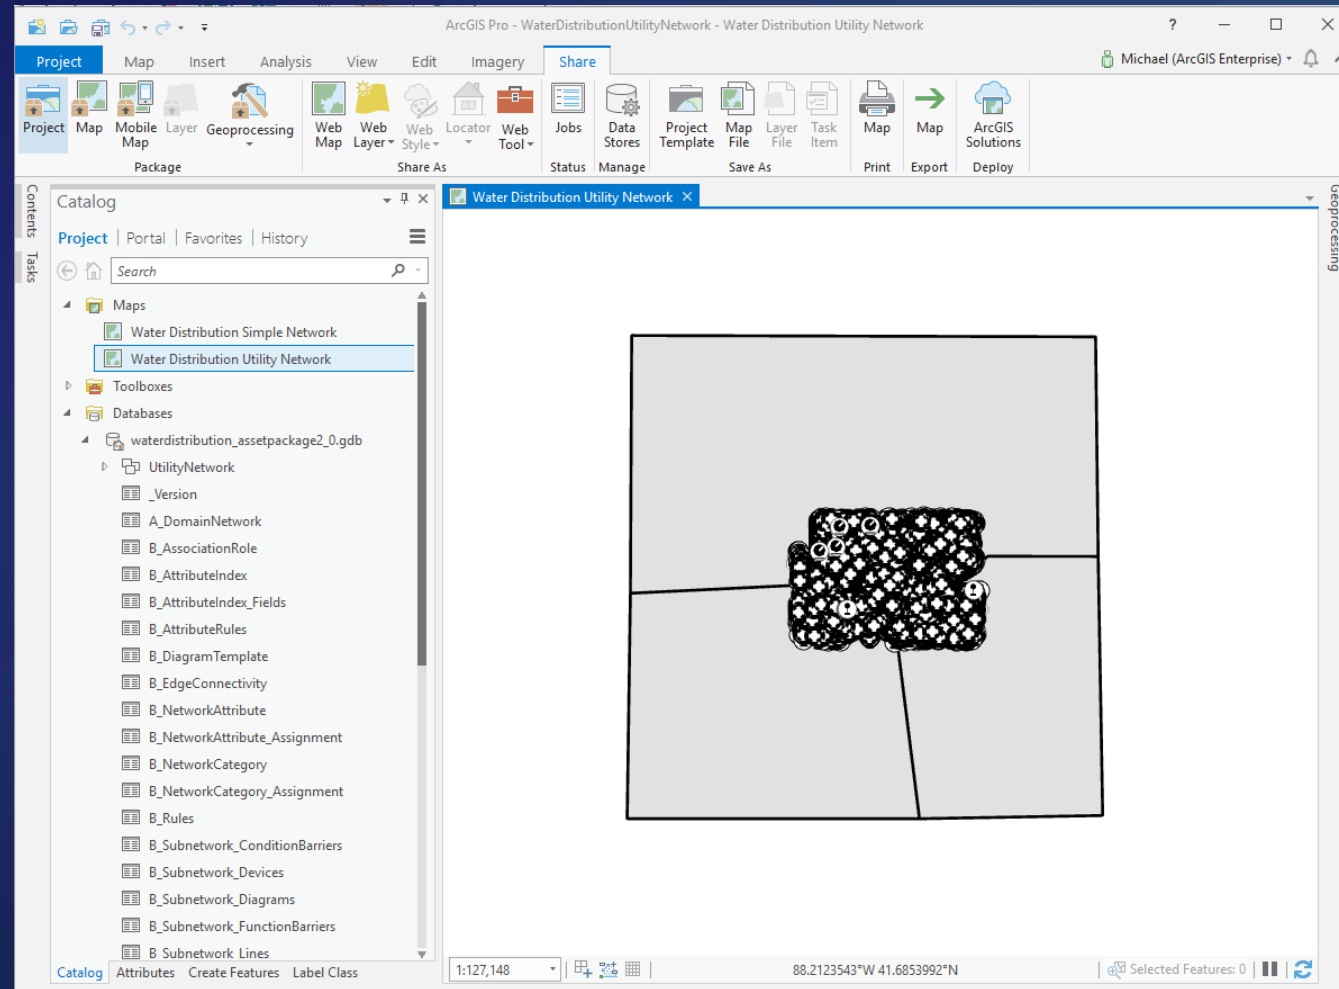 ArcGIS Pro - WaterDistributionUtilityNetwork - Water Distribution Utility Network
?
Project Map Insert Analysis View Edit Imagery Share
Michael (ArcGIS Enterprise)
Project Map Mobile Map Layer Geoprocessing
Web Map Web Layer Web Style Locator Web Tool
Jobs Data Stores
Project Template Map File Layer File Task Item
Map Map ArcGIS Solutions
Package Share As Status Manage Save As Print Export Deploy
Contents
Tasks
Catalog
Project | Portal | Favorites | History
Search
Maps
Water Distribution Simple Network
Water Distribution Utility Network
Toolboxes
Databases
waterdistribution_assetpackage2_0.gdb
UtilityNetwork
_Version
A_DomainNetwork
B_AssociationRole
B_AttributeIndex
B_AttributeIndex_Fields
B_AttributeRules
B_DiagramTemplate
B_EdgeConnectivity
B_NetworkAttribute
B_NetworkAttribute_Assignment
B_NetworkCategory
B_NetworkCategory_Assignment
B_Rules
B_Subnetwork_ConditionBarriers
B_Subnetwork_Devices
B_Subnetwork_Diagrams
B_Subnetwork_FunctionBarriers
B_Subnetwork_Lines
Catalog Attributes Create Features Label Class
Water Distribution Utility Network
Geoprocessing
1:127,148
88.2123543°W 41.6853992°N
Selected Features: 0